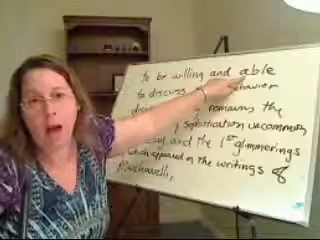 to be willing and able
to discuss behavior
remains the
sophistication
and the 1st glimmerings
which appeared in the writings of
Machiavelli,